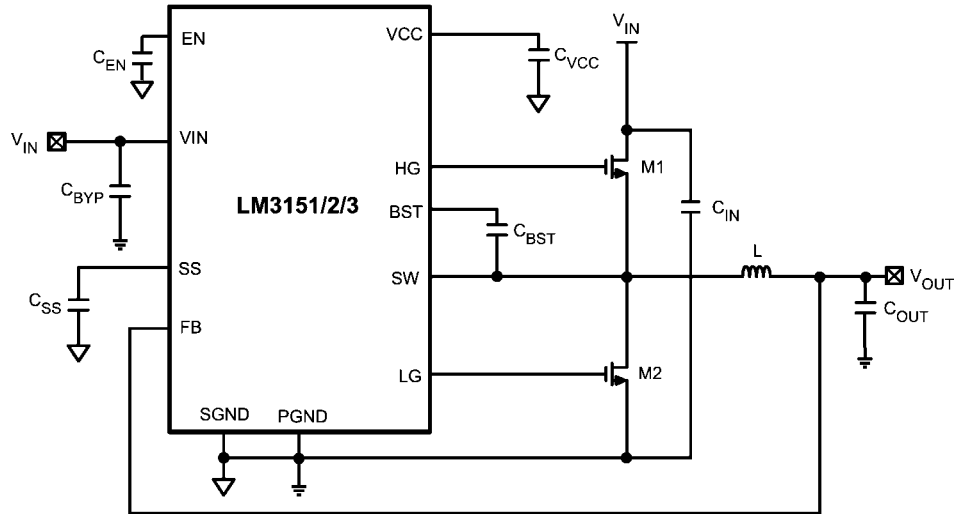 V_IN
EN
VCC
C_EN
C_VCC
V_IN
VIN
HG
M1
C_BYP
LM3151/2/3
BST
C_BST
C_IN
SS
SW
L
V_OUT
C_SS
C_OUT
FB
LG
M2
SGND
PGND